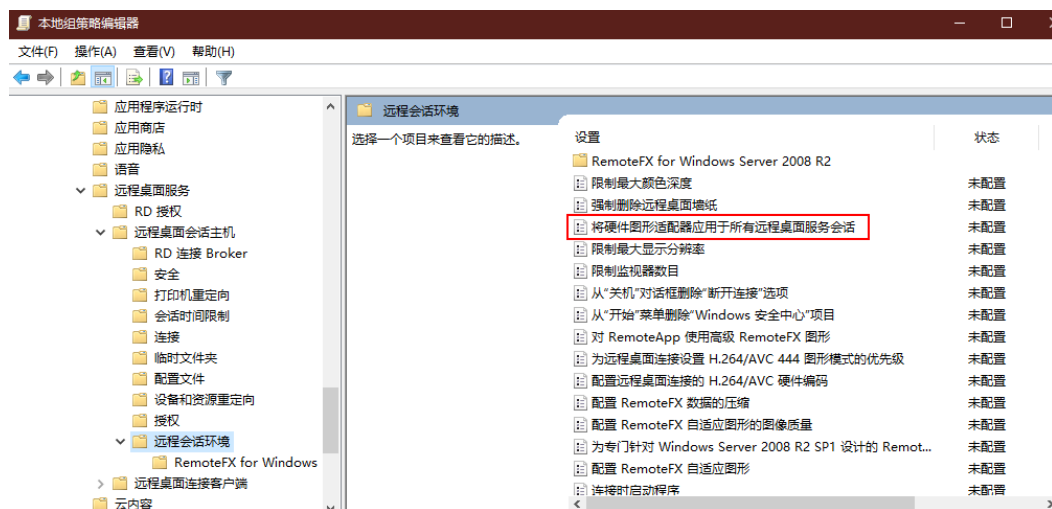 本地组策略编辑器
文件(F) 操作(A) 查看(V) 帮助(H)
应用程序运行时
应用商店
应用隐私
语音
远程桌面服务
RD 授权
远程桌面会话主机
RD 连接 Broker
安全
打印机重定向
会话时间限制
连接
临时文件夹
配置文件
设备和资源重定向
授权
远程会话环境
RemoteFX for Windows
远程桌面连接客户端
云内容
远程会话环境
选择一个项目来查看它的描述。
设置 状态
RemoteFX for Windows Server 2008 R2
限制最大颜色深度 未配置
强制删除远程桌面墙纸 未配置
将硬件图形适配器应用于所有远程桌面服务会话 未配置
限制最大显示分辨率 未配置
限制监视器数目 未配置
从“关机”对话框删除“断开连接”选项 未配置
从“开始”菜单删除“Windows 安全中心”项目 未配置
对 RemoteApp 使用高级 RemoteFX 图形 未配置
为远程桌面连接设置 H.264/AVC 444 图形模式的优先级 未配置
配置远程桌面连接的 H.264/AVC 硬件编码 未配置
配置 RemoteFX 数据的压缩 未配置
配置 RemoteFX 自适应图形的图像质量 未配置
为专门针对 Windows Server 2008 R2 SP1 设计的 Remot... 未配置
配置 RemoteFX 自适应图形 未配置
连接时启动程序 未配置